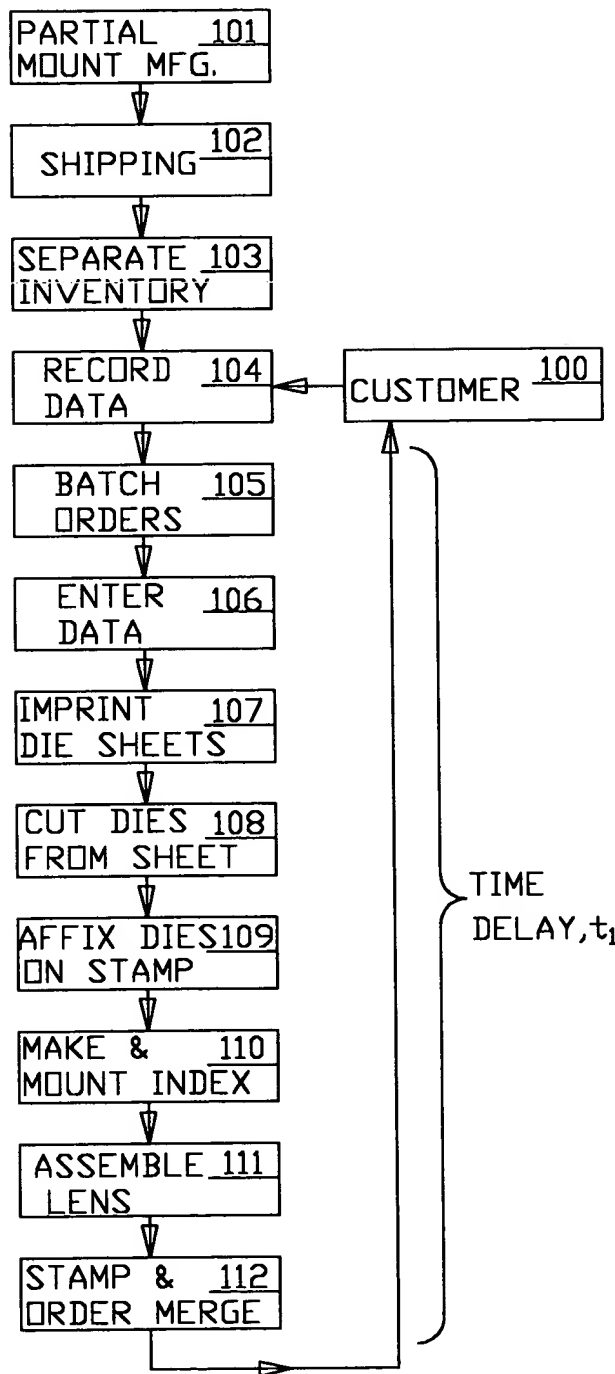 PARTIAL 101
MOUNT MFG.
102
SHIPPING
SEPARATE 103
INVENTORY
RECORD 104
DATA
100
CUSTOMER
BATCH 105
ORDERS
ENTER 106
DATA
IMPRINT 107
DIE SHEETS
CUT DIES 108
FROM SHEET
AFFIX DIES 109
ON STAMP
MAKE & 110
MOUNT INDEX
ASSEMBLE 111
LENS
STAMP & 112
ORDER MERGE
TIME
DELAY, t₁